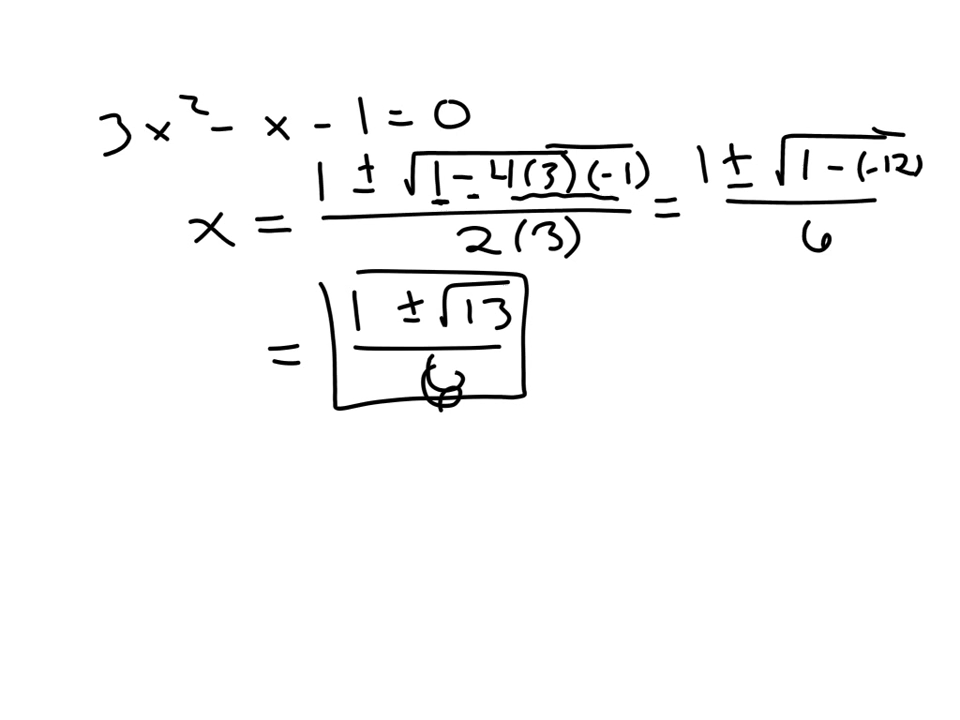 3x² - x - 1 = 0
x = (1 ± √(1 - 4(3)(-1))) / (2(3)) = (1 ± √(1 - (-12))) / 6
= (1 ± √13) / 6